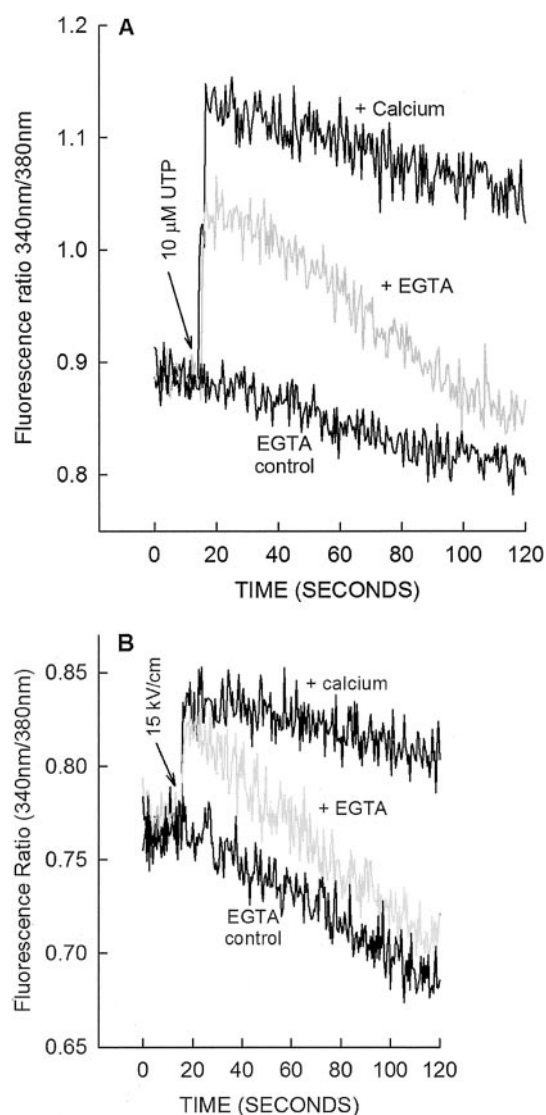 A
Fluorescence ratio 340nm/380nm
1.2
1.1
1.0
0.9
0.8
10 µM UTP
+ Calcium
+ EGTA
EGTA
control
0 20 40 60 80 100 120
TIME (SECONDS)
B
Fluorescence Ratio (340nm/380nm)
0.85
0.80
0.75
0.70
0.65
15 kV/cm
+ calcium
+ EGTA
EGTA
control
0 20 40 60 80 100 120
TIME (SECONDS)